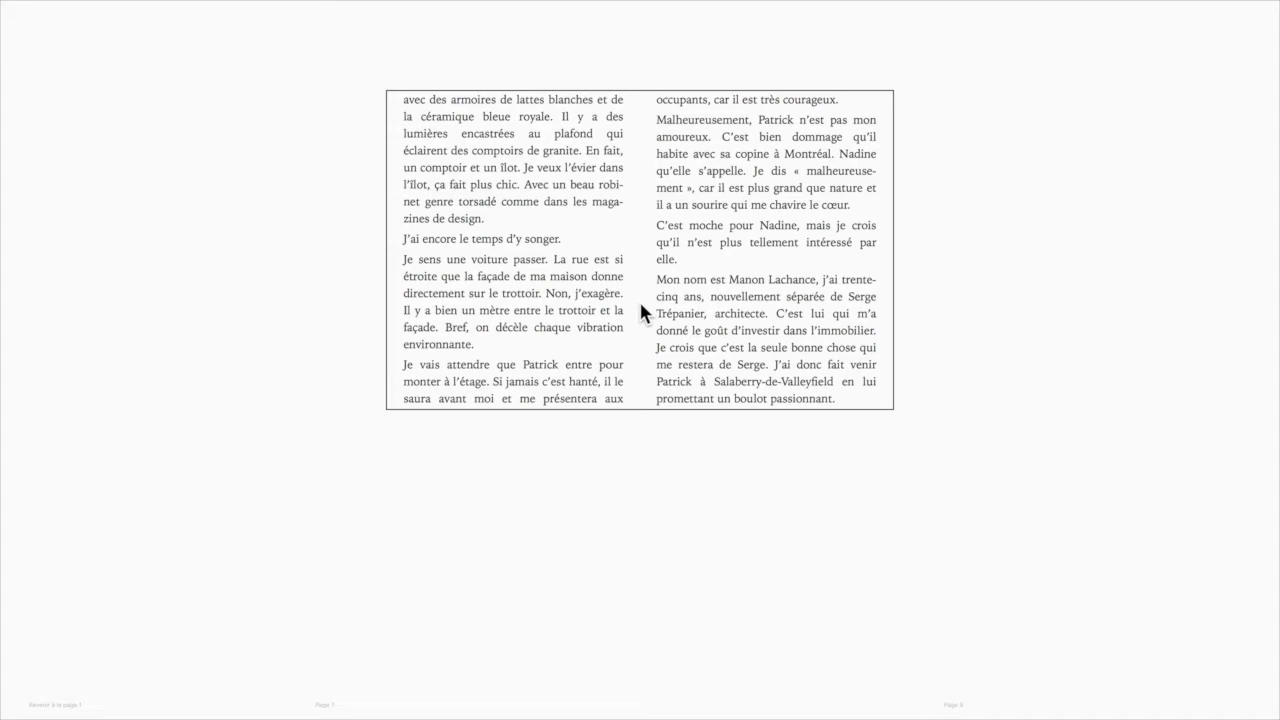 avec des armoires de lattes blanches et de
la céramique bleue royale. Il y a des
lumières encastrées au plafond qui
éclairent des comptoirs de granite. En fait,
un comptoir et un îlot. Je veux l’évier dans
l’îlot, ça fait plus chic. Avec un beau robi-
net genre torsadé comme dans les maga-
zines de design.
J’ai encore le temps d’y songer.
Je sens une voiture passer. La rue est si
étroite que la façade de ma maison donne
directement sur le trottoir. Non, j’exagère.
Il y a bien un mètre entre le trottoir et la
façade. Bref, on décèle chaque vibration
environnante.
Je vais attendre que Patrick entre pour
monter à l’étage. Si jamais c’est hanté, il le
saura avant moi et me présentera aux
occupants, car il est très courageux.
Malheureusement, Patrick n’est pas mon
amoureux. C’est bien dommage qu’il
habite avec sa copine à Montréal. Nadine
qu’elle s’appelle. Je dis « malheureuse-
ment », car il est plus grand que nature et
il a un sourire qui me chavire le cœur.
C’est moche pour Nadine, mais je crois
qu’il n’est plus tellement intéressé par
elle.
Mon nom est Manon Lachance, j’ai trente-
cinq ans, nouvellement séparée de Serge
Trépanier, architecte. C’est lui qui m’a
donné le goût d’investir dans l’immobilier.
Je crois que c’est la seule bonne chose qui
me restera de Serge. J’ai donc fait venir
Patrick à Salaberry-de-Valleyfield en lui
promettant un boulot passionnant.
Revenir à la page 1
Page
Page